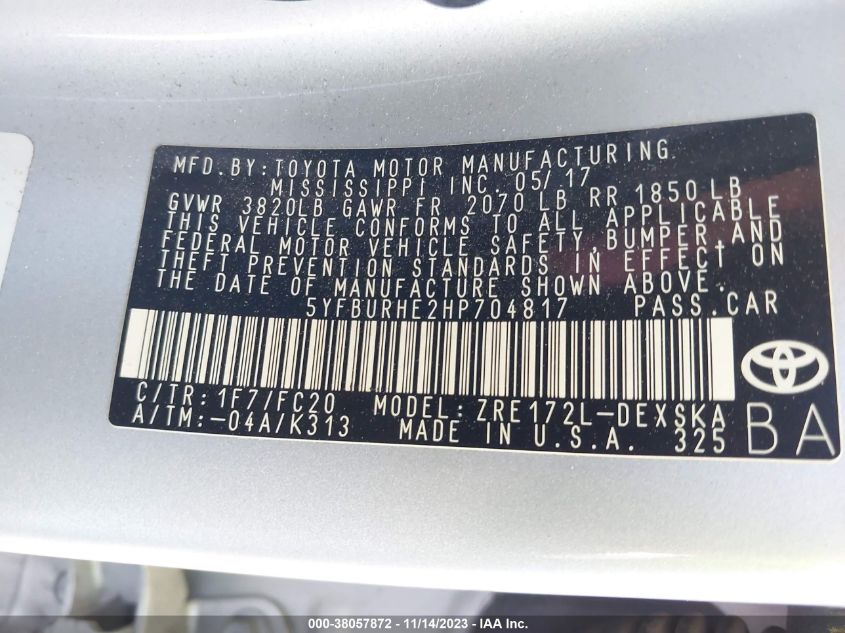 MFD. BY: TOYOTA MOTOR MANUFACTURING.
MISSISSIPPI INC. 05/17
GVWR 3820LB GAWR FR 2070 LB RR 1850 LB
THIS VEHICLE CONFORMS TO ALL APPLICABLE
FEDERAL MOTOR VEHICLE SAFETY, BUMPER, AND
THEFT PREVENTION STANDARDS IN EFFECT ON
THE DATE OF MANUFACTURE SHOWN ABOVE.
5YFBURHE2HP704817 PASS. CAR
C/TR: 1F7/FC20 MODEL: ZRE172L-DEXSKA
A/TM:-04A/K313 MADE IN U.S.A. 325
BA
000-38057872 - 11/14/2023 - IAA Inc.